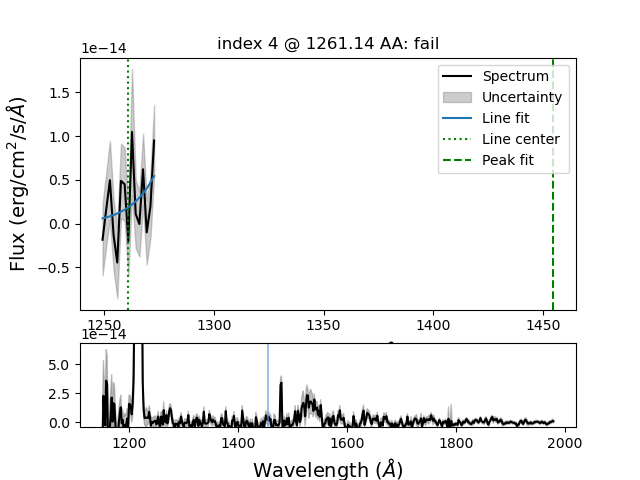 index 4 @ 1261.14 AA: fail
1e−14
Flux (erg/cm²/s/Å)
1.5
1.0
0.5
0.0
−0.5
Spectrum
Uncertainty
Line fit
Line center
Peak fit
1250
1300
1350
1400
1450
1e−14
5.0
2.5
0.0
1200
1400
1600
1800
2000
Wavelength (Å)